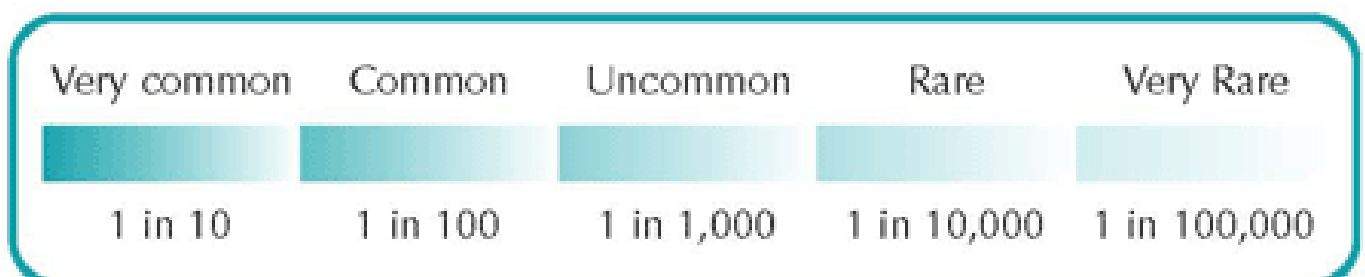 Very common Common Uncommon Rare Very Rare
1 in 10 1 in 100 1 in 1,000 1 in 10,000 1 in 100,000